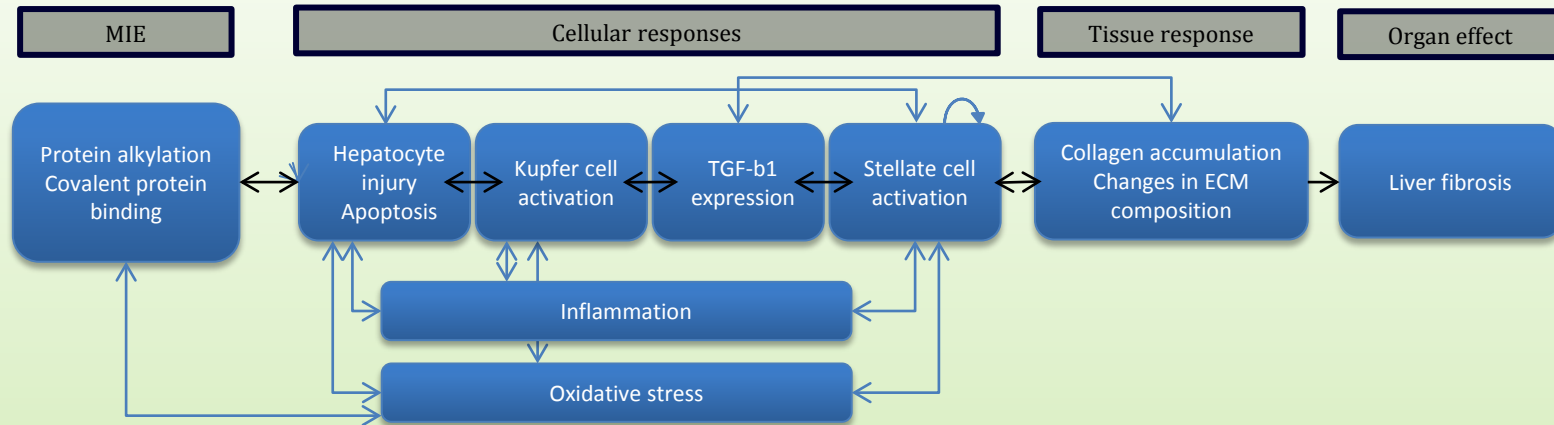 MIE
Cellular responses
Tissue response
Organ effect
Protein alkylation
Covalent protein
binding
Hepatocyte
injury
Apoptosis
Kupfer cell
activation
TGF-b1
expression
Stellate cell
activation
Collagen accumulation
Changes in ECM
composition
Liver fibrosis
Inflammation
Oxidative stress